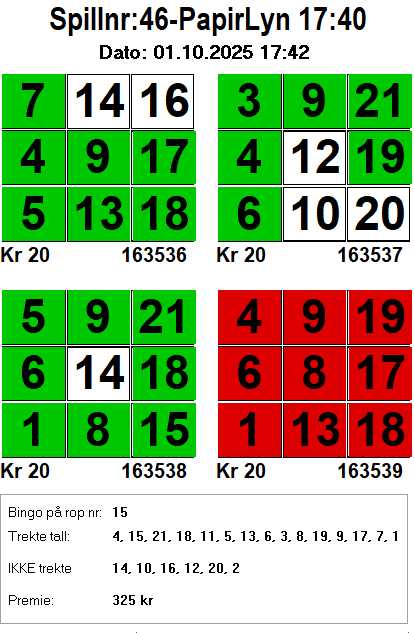 Spillnr:46-PapirLyn 17:40
Dato: 01.10.2025 17:42
7 14 16
4 9 17
5 13 18
Kr 20 163536
3 9 21
4 12 19
6 10 20
Kr 20 163537
5 9 21
6 14 18
1 8 15
Kr 20 163538
4 9 19
6 8 17
1 13 18
Kr 20 163539
Bingo på rop nr: 15
Trekte tall: 4, 15, 21, 18, 11, 5, 13, 6, 3, 8, 19, 9, 17, 7, 1
IKKE trekte 14, 10, 16, 12, 20, 2
Premie: 325 kr